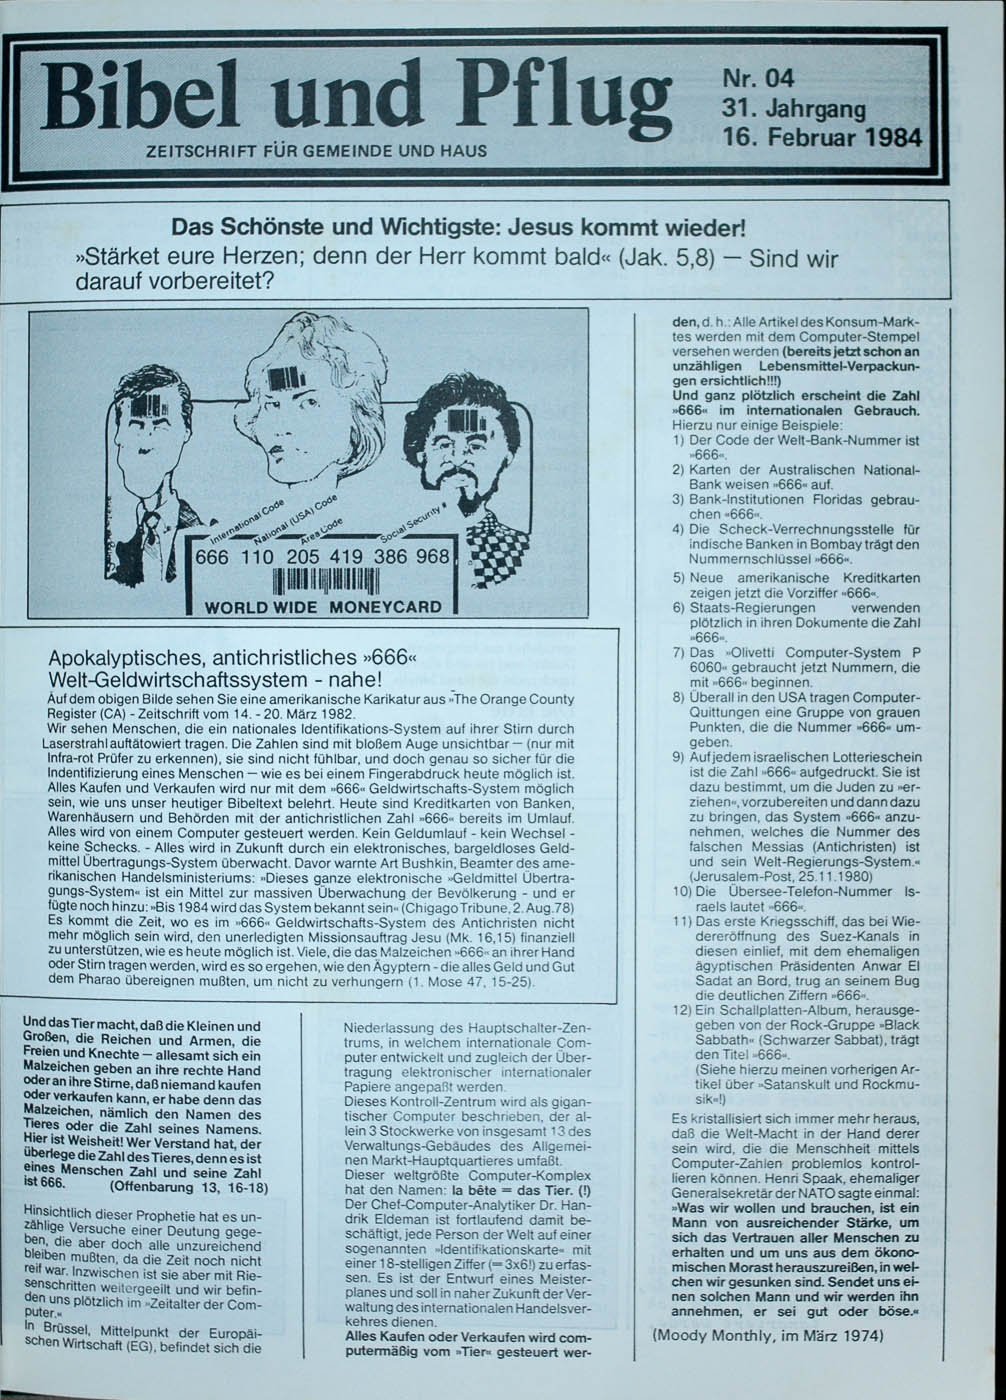 Bibel und Pflug
ZEITSCHRIFT FÜR GEMEINDE UND HAUS
Nr. 04
31. Jahrgang
16. Februar 1984
Das Schönste und Wichtigste: Jesus kommt wieder!
»Stärket eure Herzen; denn der Herr kommt bald« (Jak. 5,8) — Sind wir
darauf vorbereitet?
International Code
National (USA) Code
Area Code
Social Security #
666 110 205 419 386 968
WORLD WIDE MONEYCARD
Apokalyptisches, antichristliches »666«
Welt-Geldwirtschaftssystem - nahe!
Auf dem obigen Bilde sehen Sie eine amerikanische Karikatur aus »The Orange County
Register (CA) - Zeitschrift vom 14. - 20. März 1982.
Wir sehen Menschen, die ein nationales Identifikations-System auf ihrer Stirn durch
Laserstrahl auftätowiert tragen. Die Zahlen sind mit bloßem Auge unsichtbar — (nur mit
Infra-rot Prüfer zu erkennen), sie sind nicht fühlbar, und doch genau so sicher für die
Indentifizierung eines Menschen — wie es bei einem Fingerabdruck heute möglich ist.
Alles Kaufen und Verkaufen wird nur mit dem »666« Geldwirtschafts-System möglich
sein, wie uns unser heutiger Bibeltext belehrt. Heute sind Kreditkarten von Banken,
Warenhäusern und Behörden mit der antichristlichen Zahl »666« bereits im Umlauf.
Alles wird von einem Computer gesteuert werden. Kein Geldumlauf - kein Wechsel -
keine Schecks. - Alles wird in Zukunft durch ein elektronisches, bargeldloses Geld-
mittel Übertragungs-System überwacht. Davor warnte Art Bushkin, Beamter des ame-
rikanischen Handelsministeriums: »Dieses ganze elektronische »Geldmittel Übertra-
gungs-System« ist ein Mittel zur massiven Überwachung der Bevölkerung - und er
fügte noch hinzu: »Bis 1984 wird das System bekannt sein« (Chigago Tribune, 2. Aug. 78)
Es kommt die Zeit, wo es im »666« Geldwirtschafts-System des Antichristen nicht
mehr möglich sein wird, den unerledigten Missionsauftrag Jesu (Mk. 16,15) finanziell
zu unterstützen, wie es heute möglich ist. Viele, die das Malzeichen »666« an ihrer Hand
oder Stirn tragen werden, wird es so ergehen, wie den Ägyptern - die alles Geld und Gut
dem Pharao übereignen mußten, um nicht zu verhungern (1. Mose 47, 15-25).
Und das Tier macht, daß die Kleinen und
Großen, die Reichen und Armen, die
Freien und Knechte — allesamt sich ein
Malzeichen geben an ihre rechte Hand
oder an ihre Stirne, daß niemand kaufen
oder verkaufen kann, er habe denn das
Malzeichen, nämlich den Namen des
Tieres oder die Zahl seines Namens.
Hier ist Weisheit! Wer Verstand hat, der
überlege die Zahl des Tieres, denn es ist
eines Menschen Zahl und seine Zahl
ist 666. (Offenbarung 13, 16-18)
Hinsichtlich dieser Prophetie hat es un-
zählige Versuche einer Deutung gege-
ben, die aber doch alle unzureichend
bleiben mußten, da die Zeit noch nicht
reif war. Inzwischen ist sie aber mit Rie-
senschritten weitergeeilt und wir befin-
den uns plötzlich im »Zeitalter der Com-
puter.«
In Brüssel, Mittelpunkt der Europäi-
schen Wirtschaft (EG), befindet sich die
Niederlassung des Hauptschalter-Zen-
trums, in welchem internationale Com-
puter entwickelt und zugleich der Über-
tragung elektronischer internationaler
Papiere angepaßt werden.
Dieses Kontroll-Zentrum wird als gigan-
tischer Computer beschrieben, der al-
lein 3 Stockwerke von insgesamt 13 des
Verwaltungs-Gebäudes des Allgemei-
nen Markt-Hauptquartieres umfaßt.
Dieser weltgrößte Computer-Komplex
hat den Namen: la bête = das Tier. (!)
Der Chef-Computer-Analytiker Dr. Han-
drik Eldeman ist fortlaufend damit be-
schäftigt, jede Person der Welt auf einer
sogenannten »Identifikationskarte« mit
einer 18-stelligen Ziffer (= 3x6!) zu erfas-
sen. Es ist der Entwurf eines Meister-
planes und soll in naher Zukunft der Ver-
waltung des internationalen Handelsver-
kehres dienen.
Alles Kaufen oder Verkaufen wird com-
putermäßig vom »Tier« gesteuert wer-
den, d. h.: Alle Artikel des Konsum-Mark-
tes werden mit dem Computer-Stempel
versehen werden (bereits jetzt schon an
unzähligen Lebensmittel-Verpackun-
gen ersichtlich!!!)
Und ganz plötzlich erscheint die Zahl
»666« im internationalen Gebrauch.
Hierzu nur einige Beispiele:
1) Der Code der Welt-Bank-Nummer ist
»666«.
2) Karten der Australischen National-
Bank weisen »666« auf.
3) Bank-Institutionen Floridas gebrau-
chen »666«.
4) Die Scheck-Verrechnungsstelle für
indische Banken in Bombay trägt den
Nummernschlüssel »666«.
5) Neue amerikanische Kreditkarten
zeigen jetzt die Vorziffer »666«.
6) Staats-Regierungen verwenden
plötzlich in ihren Dokumente die Zahl
»666«.
7) Das »Olivetti Computer-System P
6060« gebraucht jetzt Nummern, die
mit »666« beginnen.
8) Überall in den USA tragen Computer-
Quittungen eine Gruppe von grauen
Punkten, die die Nummer »666« um-
geben.
9) Auf jedem israelischen Lotterieschein
ist die Zahl »666« aufgedruckt. Sie ist
dazu bestimmt, um die Juden zu »er-
ziehen«, vorzubereiten und dann dazu
zu bringen, das System »666« anzu-
nehmen, welches die Nummer des
falschen Messias (Antichristen) ist
und sein Welt-Regierungs-System.«
(Jerusalem-Post, 25.11.1980)
10) Die Übersee-Telefon-Nummer Is-
raels lautet »666«.
11) Das erste Kriegsschiff, das bei Wie-
dereröffnung des Suez-Kanals in
diesen einlief, mit dem ehemaligen
ägyptischen Präsidenten Anwar El
Sadat an Bord, trug an seinem Bug
die deutlichen Ziffern »666«.
12) Ein Schallplatten-Album, herausge-
geben von der Rock-Gruppe »Black
Sabbath« (Schwarzer Sabbat), trägt
den Titel »666«.
(Siehe hierzu meinen vorherigen Ar-
tikel über »Satanskult und Rockmu-
sik«!)
Es kristallisiert sich immer mehr heraus,
daß die Welt-Macht in der Hand derer
sein wird, die die Menschheit mittels
Computer-Zahlen problemlos kontrol-
lieren können. Henri Spaak, ehemaliger
Generalsekretär der NATO sagte einmal:
»Was wir wollen und brauchen, ist ein
Mann von ausreichender Stärke, um
sich das Vertrauen aller Menschen zu
erhalten und um uns aus dem ökono-
mischen Morast herauszureißen, in wel-
chen wir gesunken sind. Sendet uns ei-
nen solchen Mann und wir werden ihn
annehmen, er sei gut oder böse.«
(Moody Monthly, im März 1974)